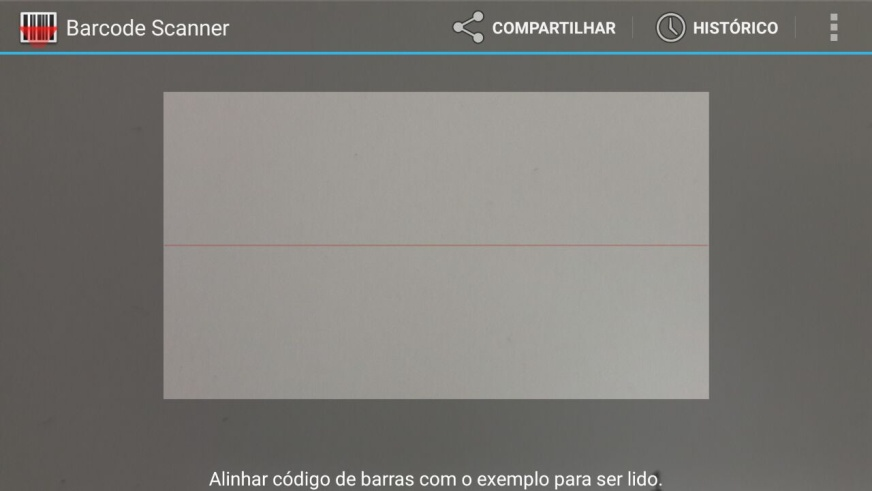 Barcode Scanner
COMPARTILHAR
HISTÓRICO
Alinhar código de barras com o exemplo para ser lido.